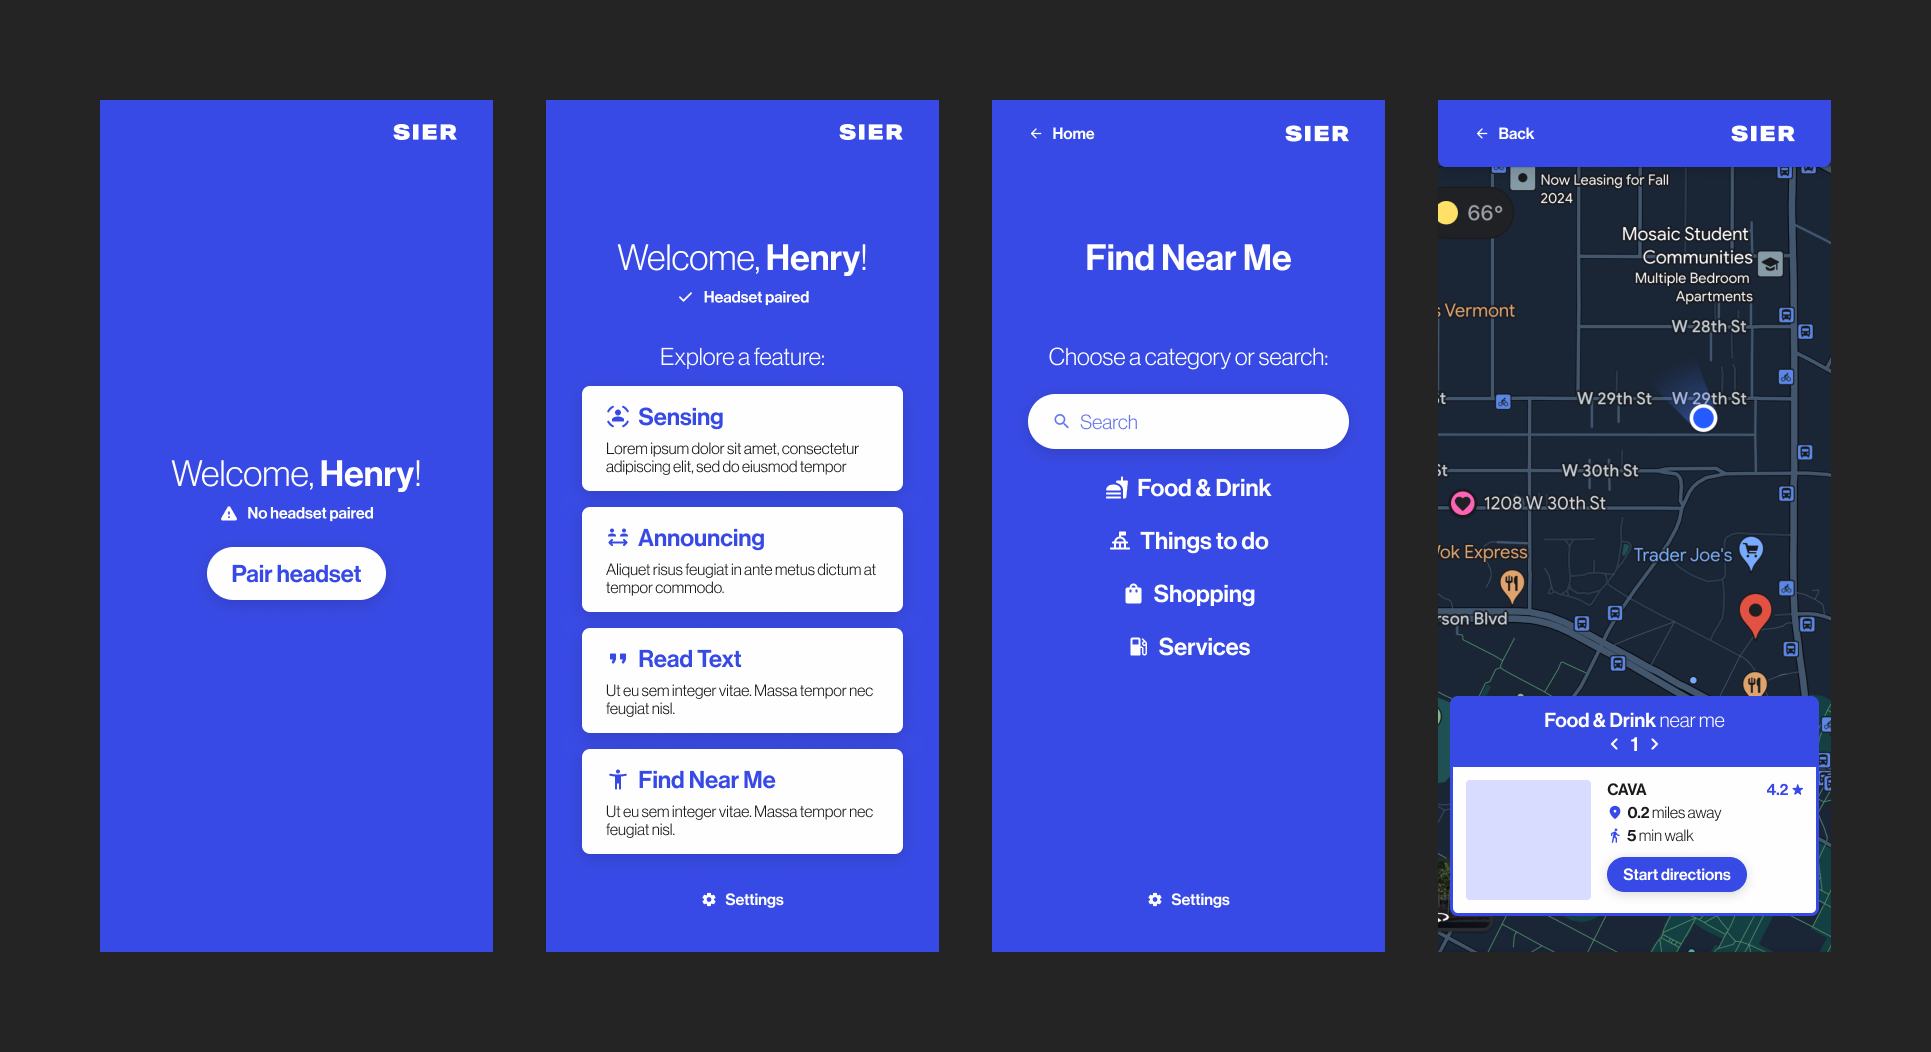 SIER
Welcome, Henry!
No headset paired
Pair headset
SIER
Welcome, Henry!
Headset paired
Explore a feature:
Sensing
Lorem ipsum dolor sit amet, consectetur
adipiscing elit, sed do eiusmod tempor
Announcing
Aliquet risus feugiat in ante metus dictum at
tempor commodo.
Read Text
Ut eu sem integer vitae. Massa tempor nec
feugiat nisl.
Find Near Me
Ut eu sem integer vitae. Massa tempor nec
feugiat nisl.
Settings
Home
SIER
Find Near Me
Choose a category or search:
Search
Food & Drink
Things to do
Shopping
Services
Settings
Back
SIER
Now Leasing for Fall
2024
66°
Mosaic Student
Communities
Multiple Bedroom
Apartments
s Vermont
W 28th St
St
W 29th St
W 29th St
St
W 30th St
1208 W 30th St
Wok Express
Trader Joe's
rson Blvd
Food & Drink near me
1
CAVA
4.2
0.2 miles away
5 min walk
Start directions